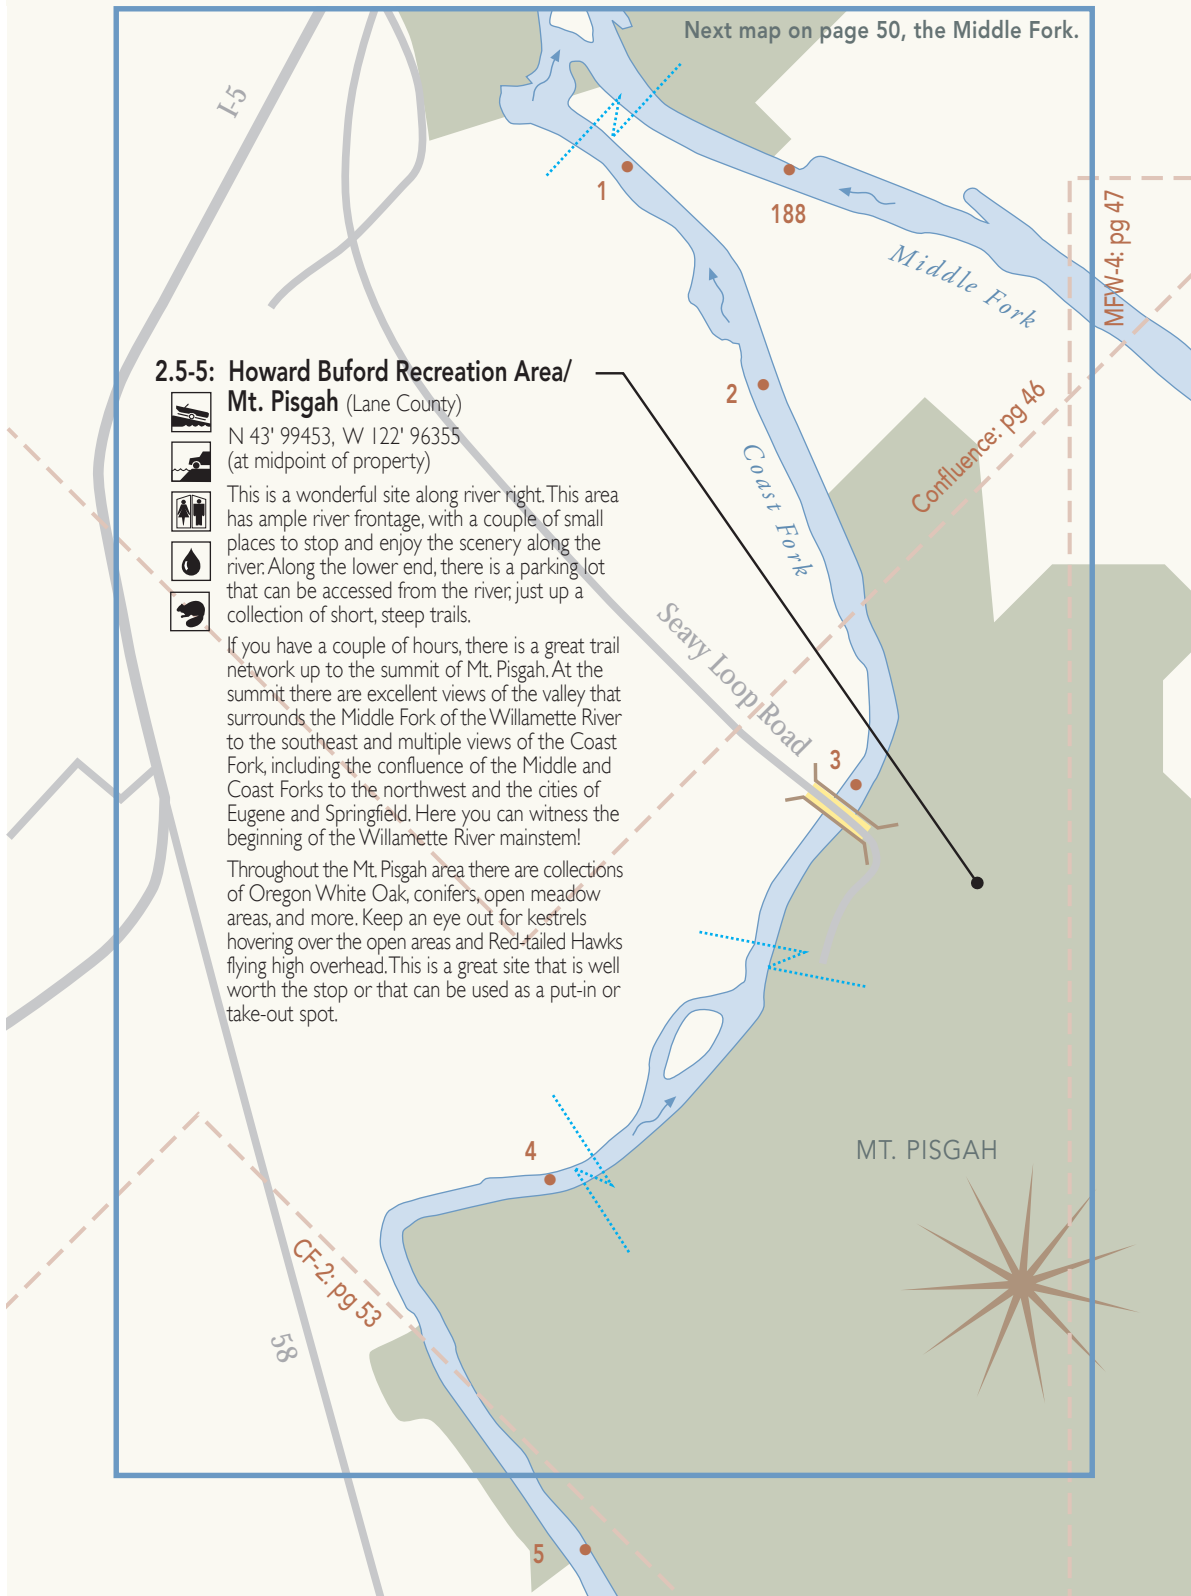 Next map on page 50, the Middle Fork.
I-5
1
188
MFW-4: pg 47
Middle Fork
2.5-5: Howard Buford Recreation Area/
Mt. Pisgah (Lane County)
N 43' 99453, W 122' 96355
(at midpoint of property)
2
Confluence: pg 46
Coast Fork
This is a wonderful site along river right. This area
has ample river frontage, with a couple of small
places to stop and enjoy the scenery along the
river. Along the lower end, there is a parking lot
that can be accessed from the river, just up a
collection of short, steep trails.
If you have a couple of hours, there is a great trail
network up to the summit of Mt. Pisgah. At the
summit there are excellent views of the valley that
surrounds the Middle Fork of the Willamette River
to the southeast and multiple views of the Coast
Fork, including the confluence of the Middle and
Coast Forks to the northwest and the cities of
Eugene and Springfield. Here you can witness the
beginning of the Willamette River mainstem!
Throughout the Mt. Pisgah area there are collections
of Oregon White Oak, conifers, open meadow
areas, and more. Keep an eye out for kestrels
hovering over the open areas and Red-tailed Hawks
flying high overhead. This is a great site that is well
worth the stop or that can be used as a put-in or
take-out spot.
Seavy Loop Road
3
4
MT. PISGAH
CF-2: pg 53
58
5